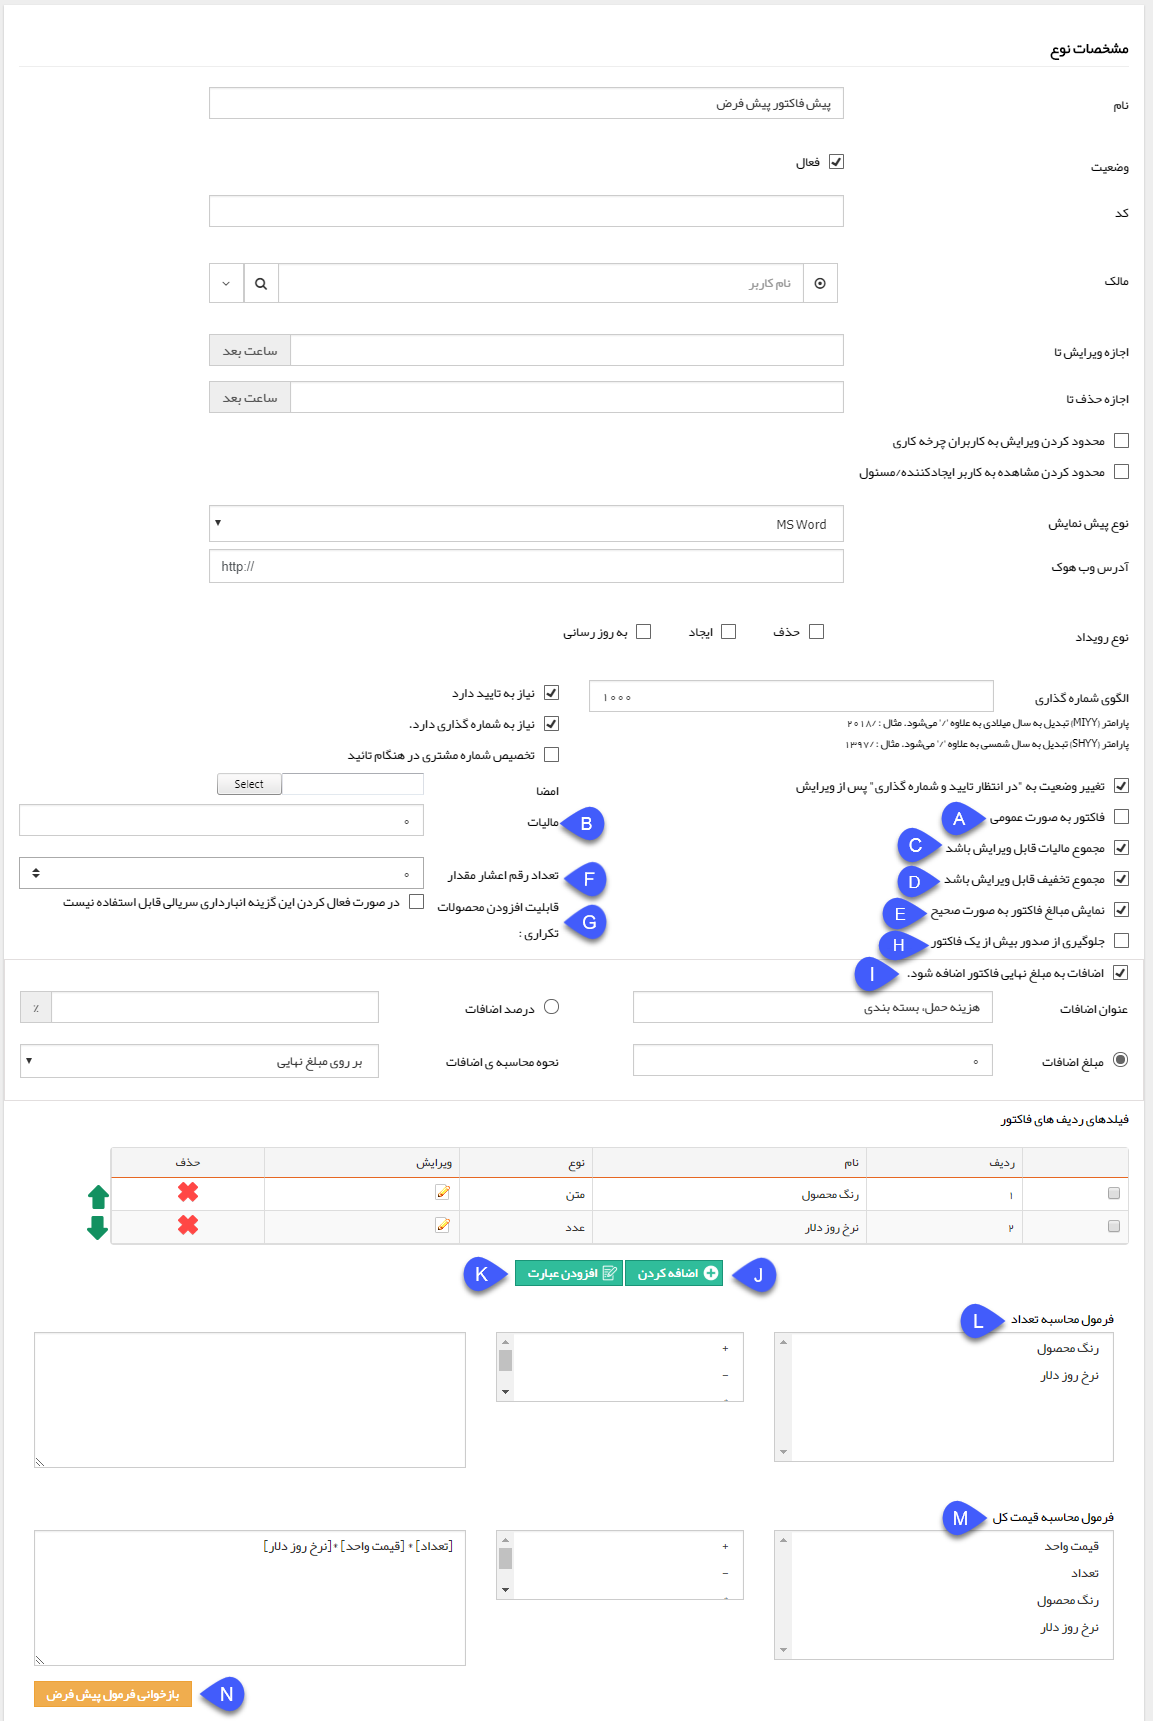 مشخصات نوع
نام
پیش فاکتور پیش فرض
وضعیت
فعال
کد
مالک
نام کاربر
اجازه ویرایش تا
ساعت بعد
اجازه حذف تا
ساعت بعد
محدود کردن ویرایش به کاربران چرخه کاری
محدود کردن مشاهده به کاربر ایجادکننده/مسئول
نوع پیش نمایش
MS Word
آدرس وب هوک
http://
نوع رویداد
حذف
ایجاد
به روز رسانی
الگوی شماره گذاری
۱۰۰۰
پارامتر (MIYY) تبدیل به سال میلادی به علاوه '/' می‌شود. مثال : /۲۰۱۸
پارامتر (SHYY) تبدیل به سال شمسی به علاوه '/' می‌شود. مثال : /۱۳۹۷
نیاز به تایید دارد
نیاز به شماره گذاری دارد.
تخصیص شماره مشتری در هنگام تائید
امضا
Select
تغییر وضعیت به "در انتظار تایید و شماره گذاری" پس از ویرایش
فاکتور به صورت عمومی
A
مالیات
۰
B
مجموع مالیات قابل ویرایش باشد
C
مجموع تخفیف قابل ویرایش باشد
D
تعداد رقم اعشار مقدار
۰
F
نمایش مبالغ فاکتور به صورت صحیح
E
قابلیت افزودن محصولات
تکراری :
در صورت فعال کردن این گزینه انبارداری سریالی قابل استفاده نیست
G
جلوگیری از صدور بیش از یک فاکتور
H
اضافات به مبلغ نهایی فاکتور اضافه شود.
I
عنوان اضافات
هزینه حمل، بسته بندی
درصد اضافات
٪
مبلغ اضافات
۰
نحوه محاسبه ی اضافات
بر روی مبلغ نهایی
فیلدهای ردیف های فاکتور
ردیف نام نوع ویرایش حذف
۱ رنگ محصول متن
۲ نرخ روز دلار عدد
J
اضافه کردن
افزودن عبارت
K
فرمول محاسبه تعداد
L
رنگ محصول
نرخ روز دلار
+
-
فرمول محاسبه قیمت کل
M
قیمت واحد
تعداد
رنگ محصول
نرخ روز دلار
+
-
[تعداد] * [قیمت واحد] *[نرخ روز دلار]
بازخوانی فرمول پیش فرض
N